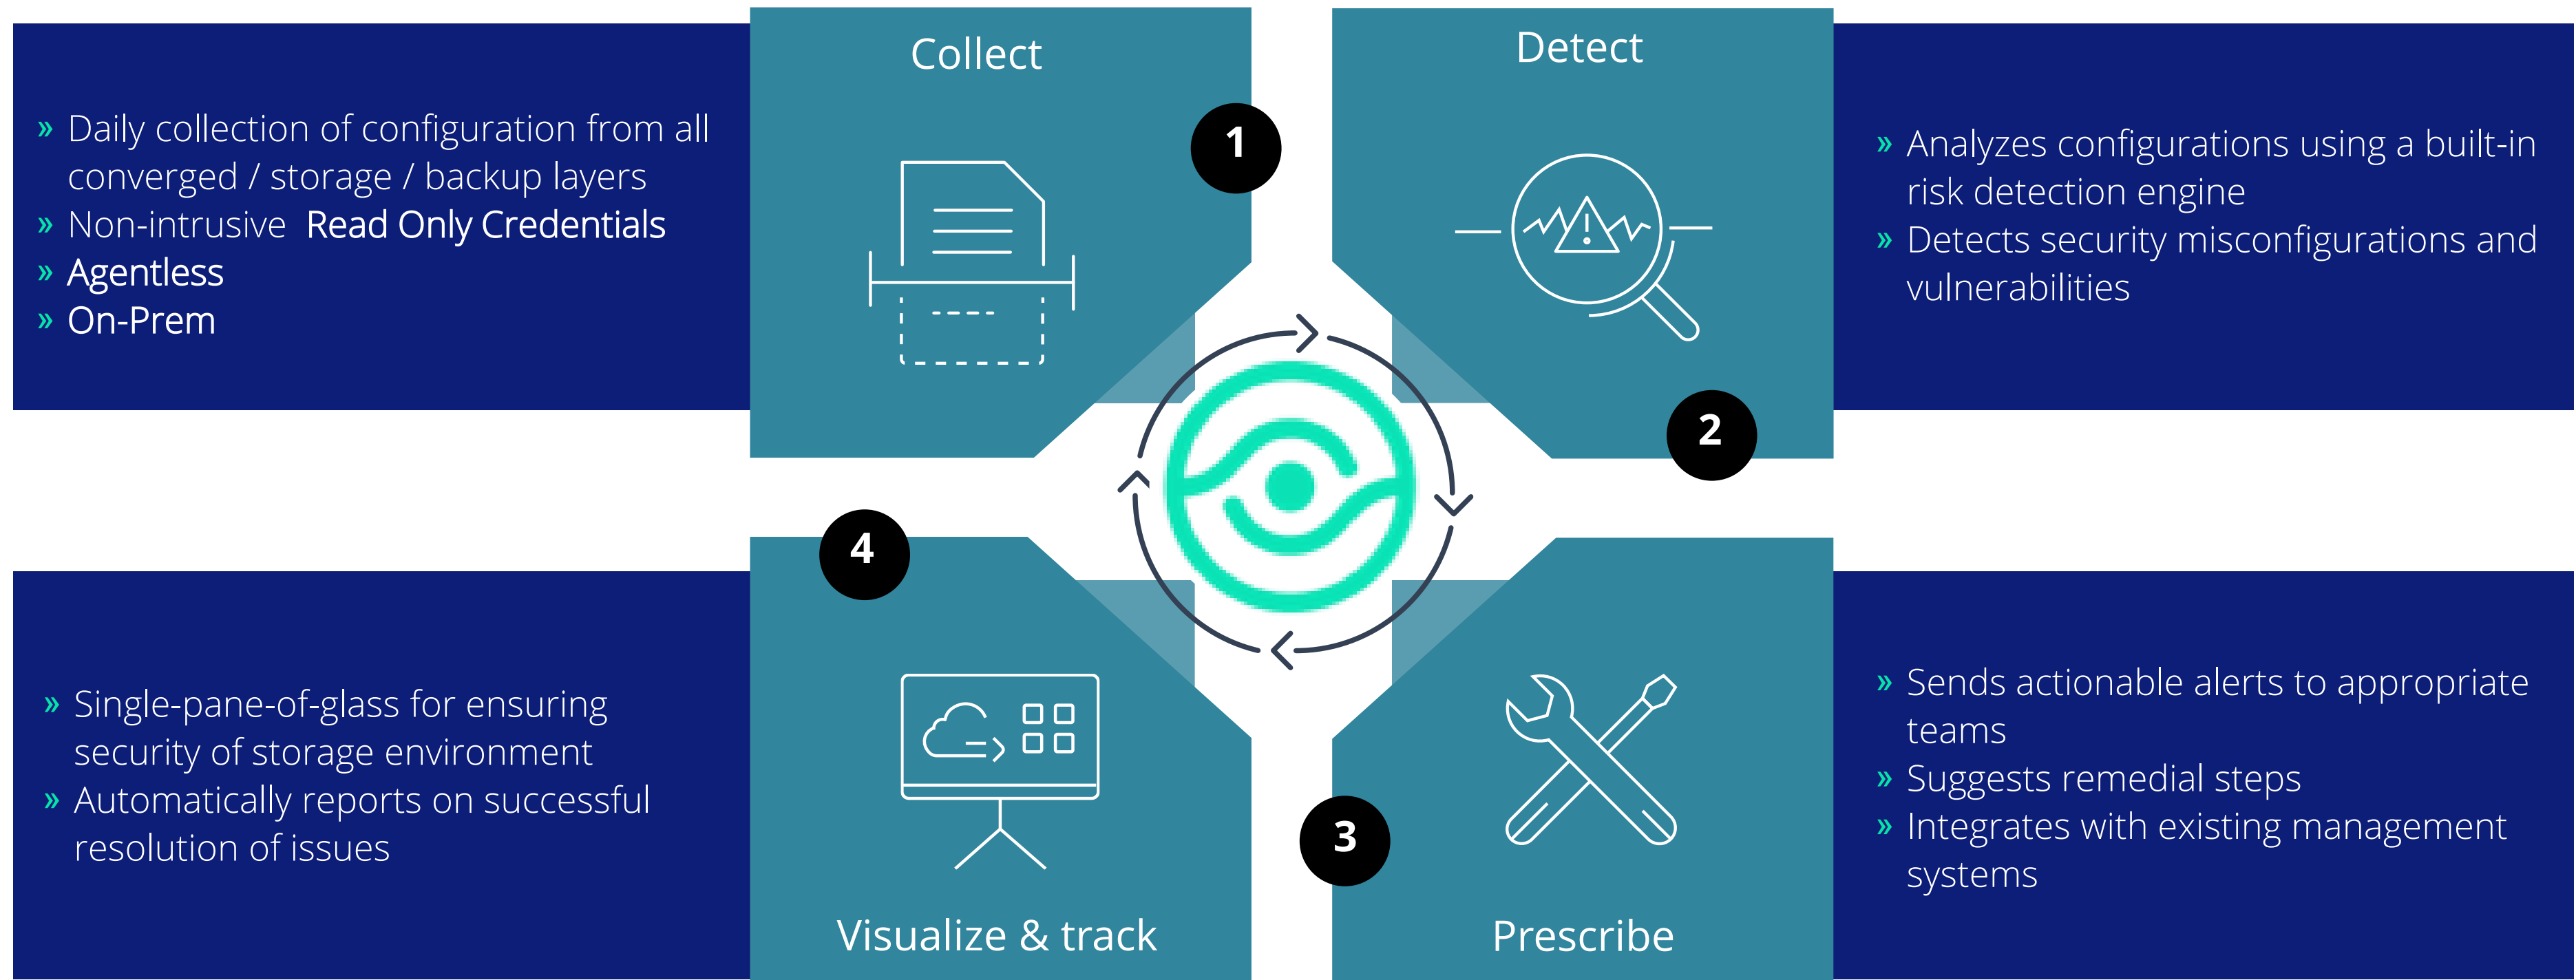 Collect
1
» Daily collection of configuration from all
converged / storage / backup layers
» Non-intrusive Read Only Credentials
» Agentless
» On-Prem
Detect
2
» Analyzes configurations using a built-in
risk detection engine
» Detects security misconfigurations and
vulnerabilities
4
» Single-pane-of-glass for ensuring
security of storage environment
» Automatically reports on successful
resolution of issues
Visualize & track
3
» Sends actionable alerts to appropriate
teams
» Suggests remedial steps
» Integrates with existing management
systems
Prescribe